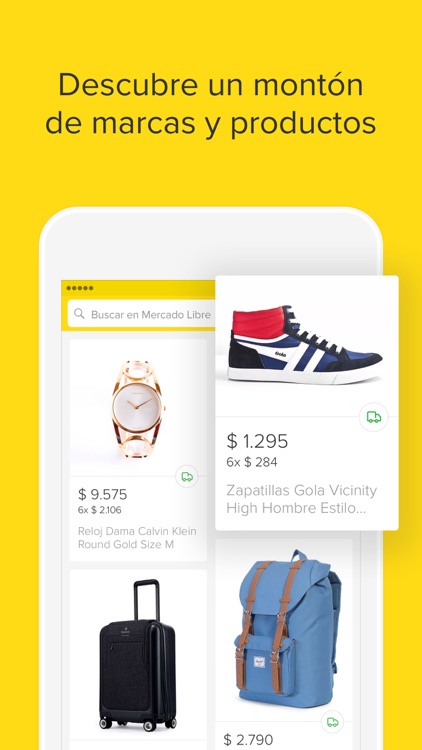 Descubre un montón
de marcas y productos
Buscar en Mercado Libre
Gola
$ 1.295
6x $ 284
Zapatillas Gola Vicinity
High Hombre Estilo...
$ 9.575
6x $ 2.106
Reloj Dama Calvin Klein
Round Gold Size M
$ 2.790